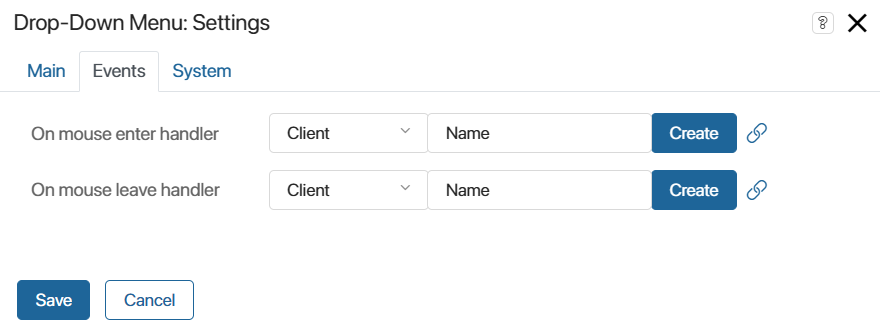 Drop-Down Menu: Settings ?
Main Events System
On mouse enter handler Client Name Create
On mouse leave handler Client Name Create
Save Cancel